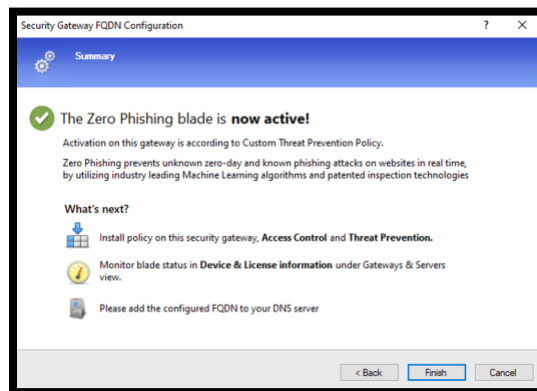 Security Gateway FQDN Configuration
? X
Summary
The Zero Phishing blade is now active!
Activation on this gateway is according to Custom Threat Prevention Policy.
Zero Phishing prevents unknown zero-day and known phishing attacks on websites in real time,
by utilizing industry leading Machine Learning algorithms and patented inspection technologies
What's next?
Install policy on this security gateway, Access Control and Threat Prevention.
Monitor blade status in Device & License information under Gateways & Servers
view.
Please add the configured FQDN to your DNS server
< Back Finish Cancel